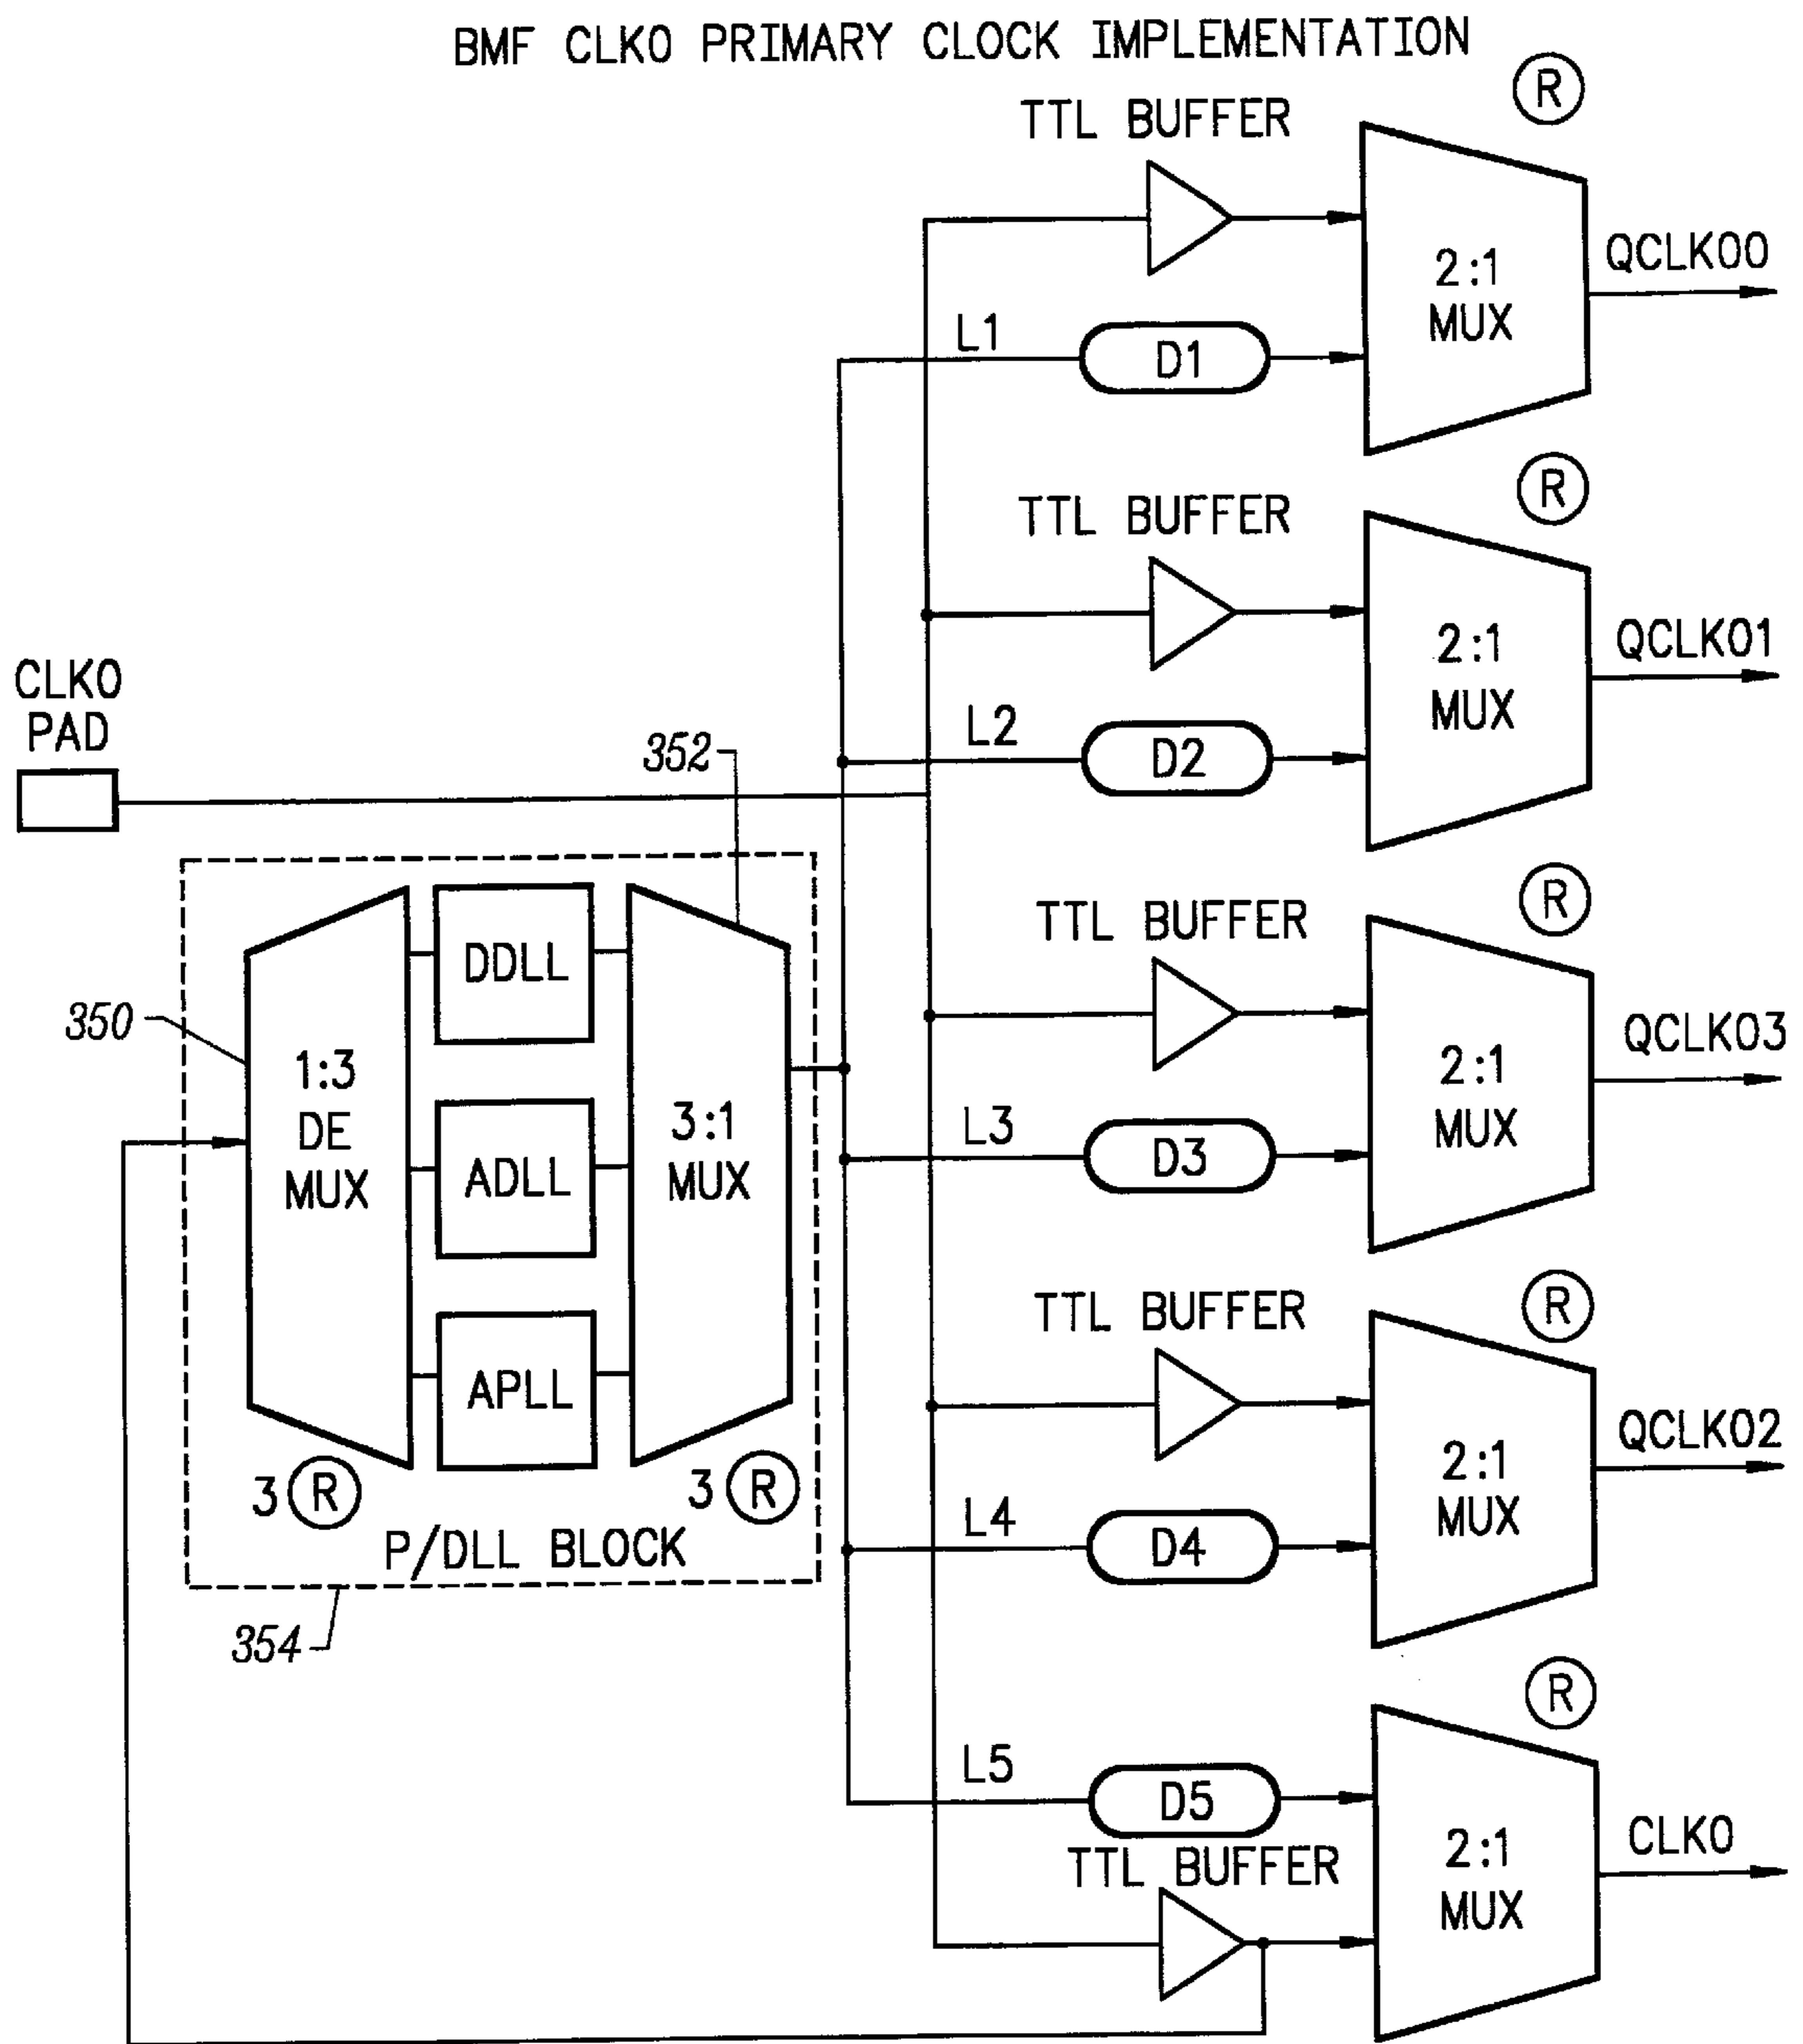 BMF CLK0 PRIMARY CLOCK IMPLEMENTATION
R
TTL BUFFER
2:1
MUX
QCLK00
L1
D1
R
TTL BUFFER
2:1
MUX
QCLK01
L2
D2
CLK0
PAD
352
R
TTL BUFFER
2:1
MUX
QCLK03
L3
D3
350
1:3
DE
MUX
DDLL
ADLL
APLL
3:1
MUX
3 R
3 R
P/DLL BLOCK
354
R
TTL BUFFER
2:1
MUX
QCLK02
L4
D4
R
L5
D5
2:1
MUX
CLK0
TTL BUFFER